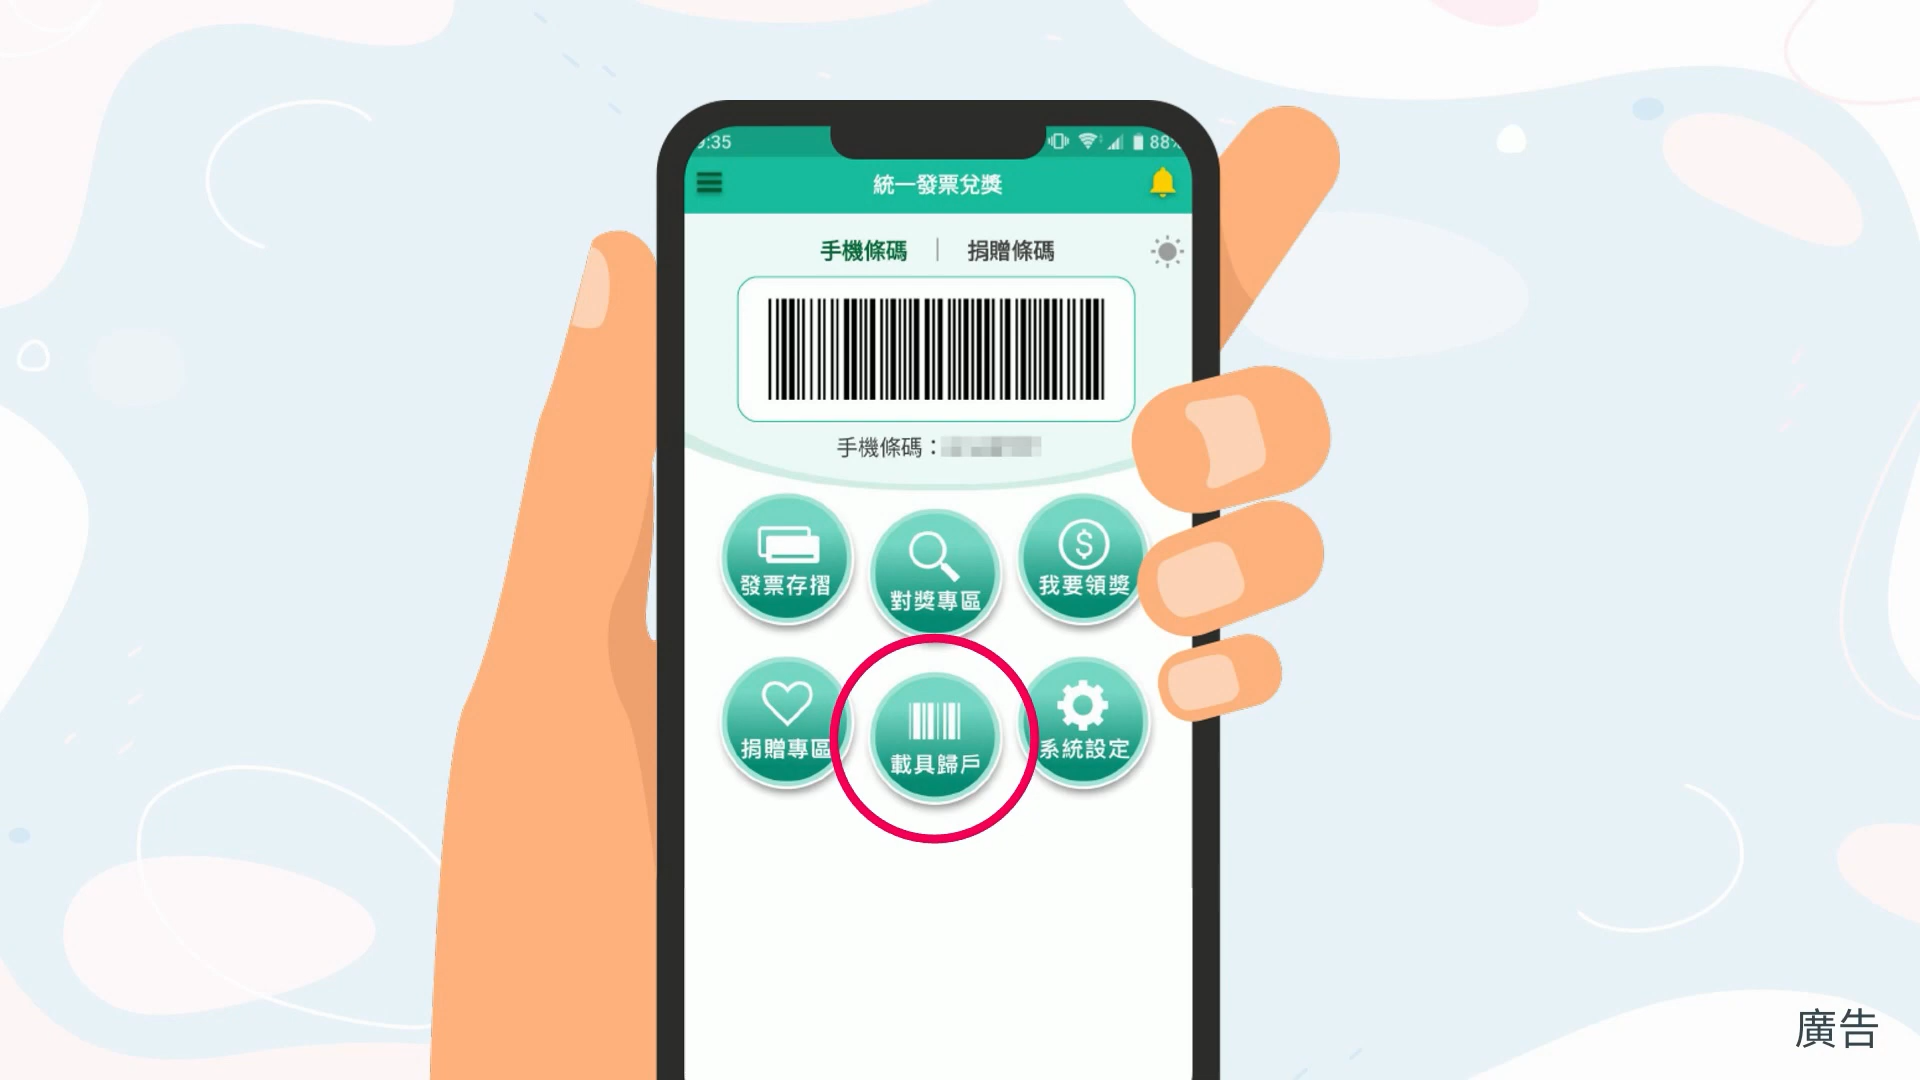 :35
88%
統一發票兌獎
手機條碼 | 捐贈條碼
手機條碼：
發票存摺
對獎專區
我要領獎
捐贈專區
載具歸戶
系統設定
廣告